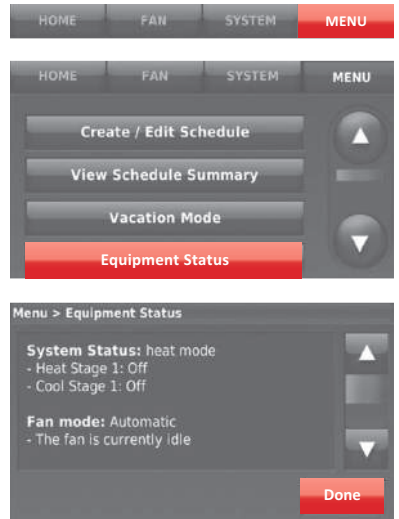 HOME FAN SYSTEM MENU
HOME FAN SYSTEM MENU
Create / Edit Schedule
View Schedule Summary
Vacation Mode
Equipment Status
Menu > Equipment Status
System Status: heat mode
- Heat Stage 1: Off
- Cool Stage 1: Off
Fan mode: Automatic
- The fan is currently idle
Done